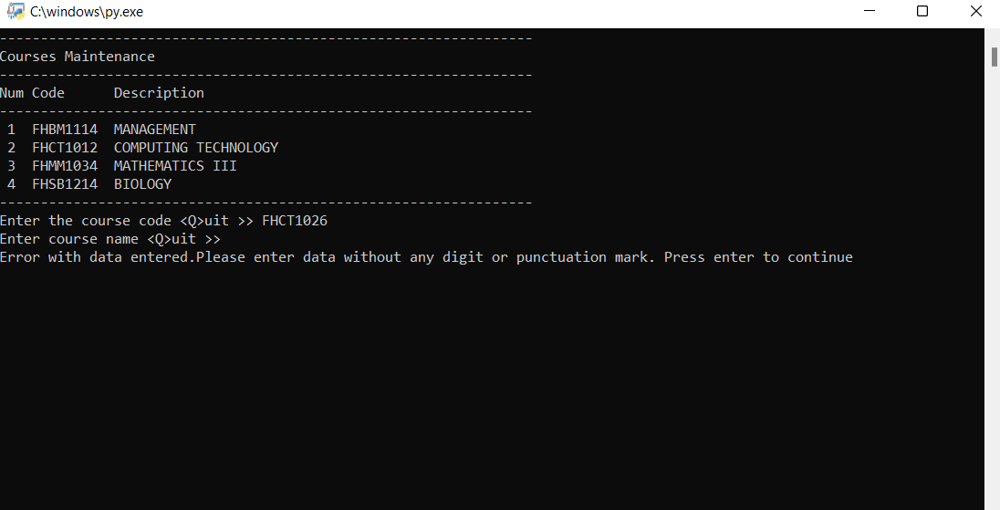 C:\windows\py.exe
-----------------------------------------------------------------
Courses Maintenance
-----------------------------------------------------------------
Num Code      Description
-----------------------------------------------------------------
 1  FHBM1114  MANAGEMENT
 2  FHCT1012  COMPUTING TECHNOLOGY
 3  FHMM1034  MATHEMATICS III
 4  FHSB1214  BIOLOGY
-----------------------------------------------------------------
Enter the course code <Q>uit >> FHCT1026
Enter course name <Q>uit >>
Error with data entered.Please enter data without any digit or punctuation mark. Press enter to continue